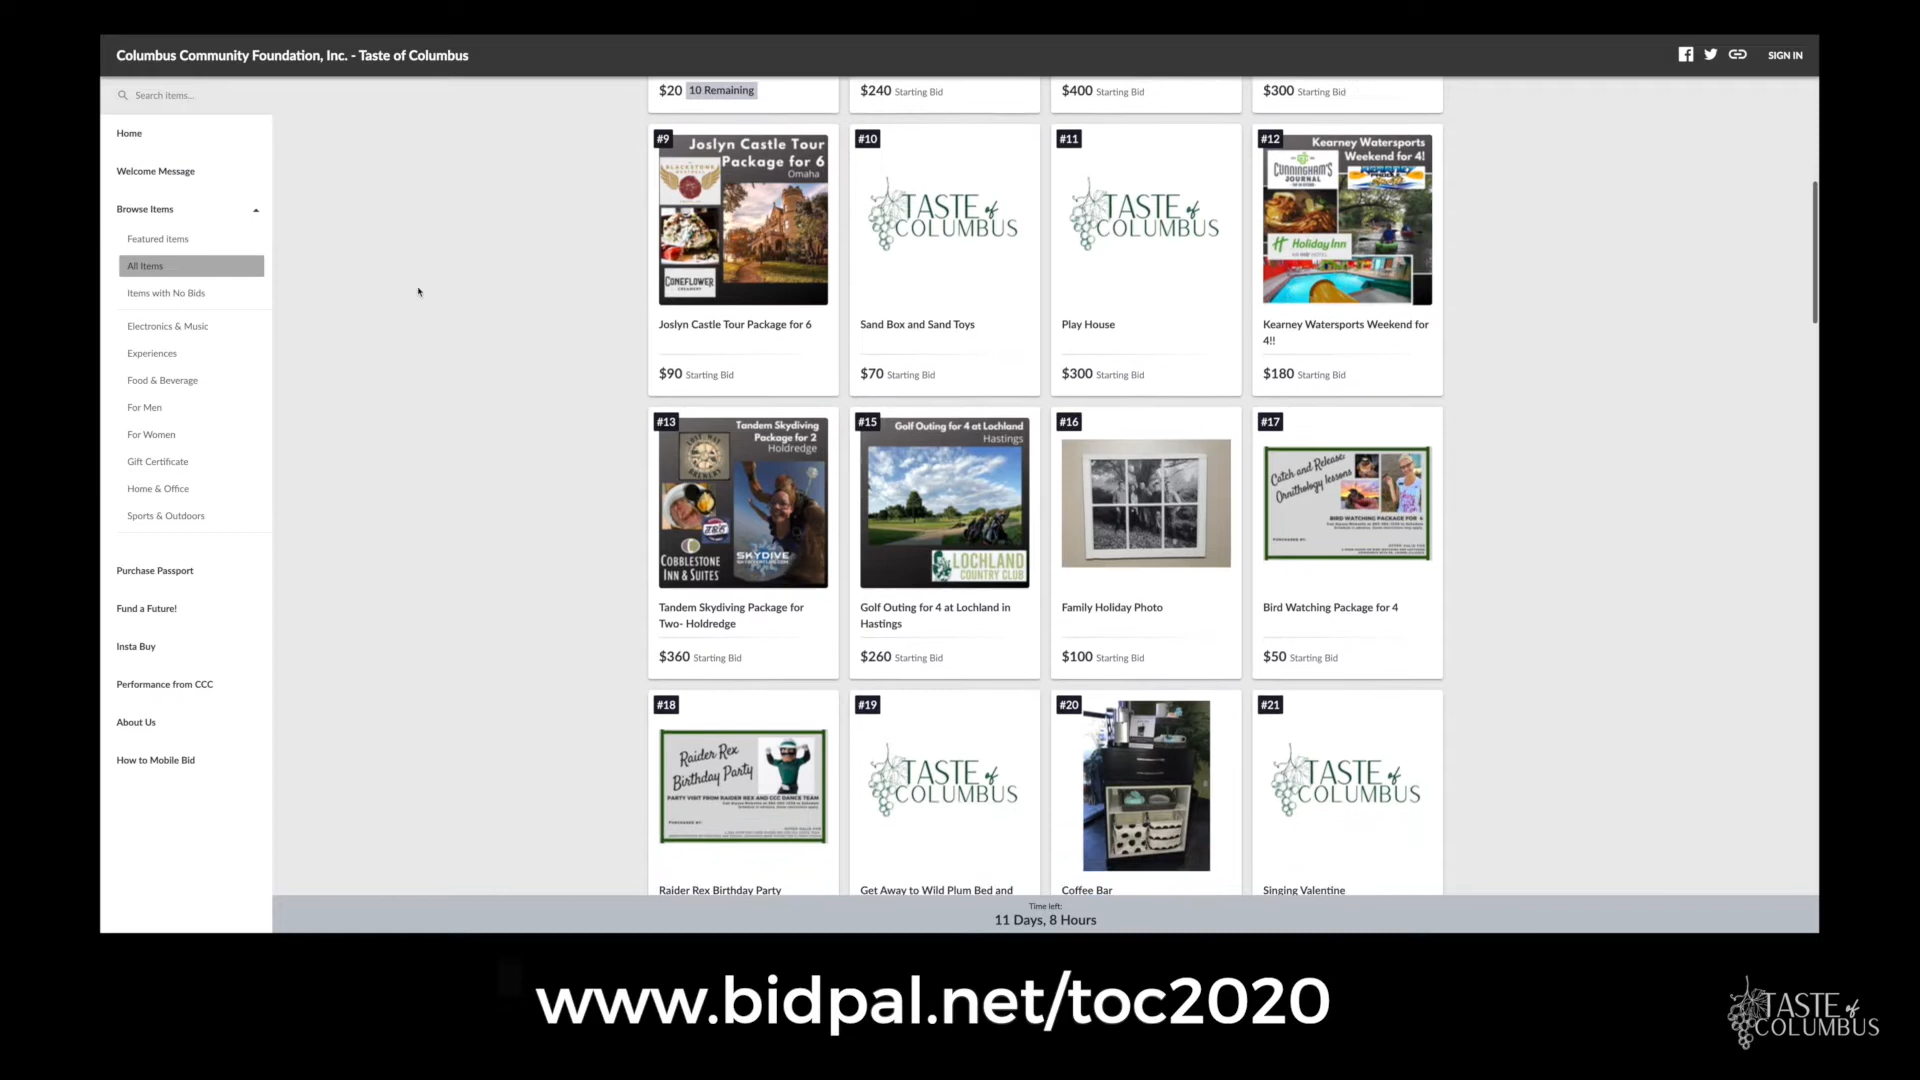 Columbus Community Foundation, Inc. - Taste of Columbus
SIGN IN
Search items...
Home
Welcome Message
Browse Items
Featured items
All Items
Items with No Bids
Electronics & Music
Experiences
Food & Beverage
For Men
For Women
Gift Certificate
Home & Office
Sports & Outdoors
Purchase Passport
Fund a Future!
Insta Buy
Performance from CCC
About Us
How to Mobile Bid
$20 10 Remaining
$240 Starting Bid
$400 Starting Bid
$300 Starting Bid
#9
Joslyn Castle Tour
Package for 6
Omaha
BLACKSTONE
CONEFLOWER
CREAMERY
Joslyn Castle Tour Package for 6
$90 Starting Bid
#10
TASTE of
COLUMBUS
Sand Box and Sand Toys
$70 Starting Bid
#11
TASTE of
COLUMBUS
Play House
$300 Starting Bid
#12
Kearney Watersports
Weekend for 4!
CUNNINGHAM'S
JOURNAL
Holiday Inn
Kearney Watersports Weekend for
4!!
$180 Starting Bid
#13
Tandem Skydiving
Package for 2
Holdredge
COBBLESTONE
INN & SUITES
SKYDIVE
Tandem Skydiving Package for
Two- Holdredge
$360 Starting Bid
#15
Golf Outing for 4 at Lochland
Hastings
LOCHLAND
COUNTRY CLUB
Golf Outing for 4 at Lochland in
Hastings
$260 Starting Bid
#16
Family Holiday Photo
$100 Starting Bid
#17
Catch and Release:
Ornithology lessons
BIRD WATCHING PACKAGE FOR 4
Bird Watching Package for 4
$50 Starting Bid
#18
Raider Rex
Birthday Party
PARTY VISIT FROM RAIDER REX AND CCC DANCE TEAM
Raider Rex Birthday Party
#19
TASTE of
COLUMBUS
Get Away to Wild Plum Bed and
#20
Coffee Bar
#21
TASTE of
COLUMBUS
Singing Valentine
Time left:
11 Days, 8 Hours
www.bidpal.net/toc2020
TASTE of
COLUMBUS